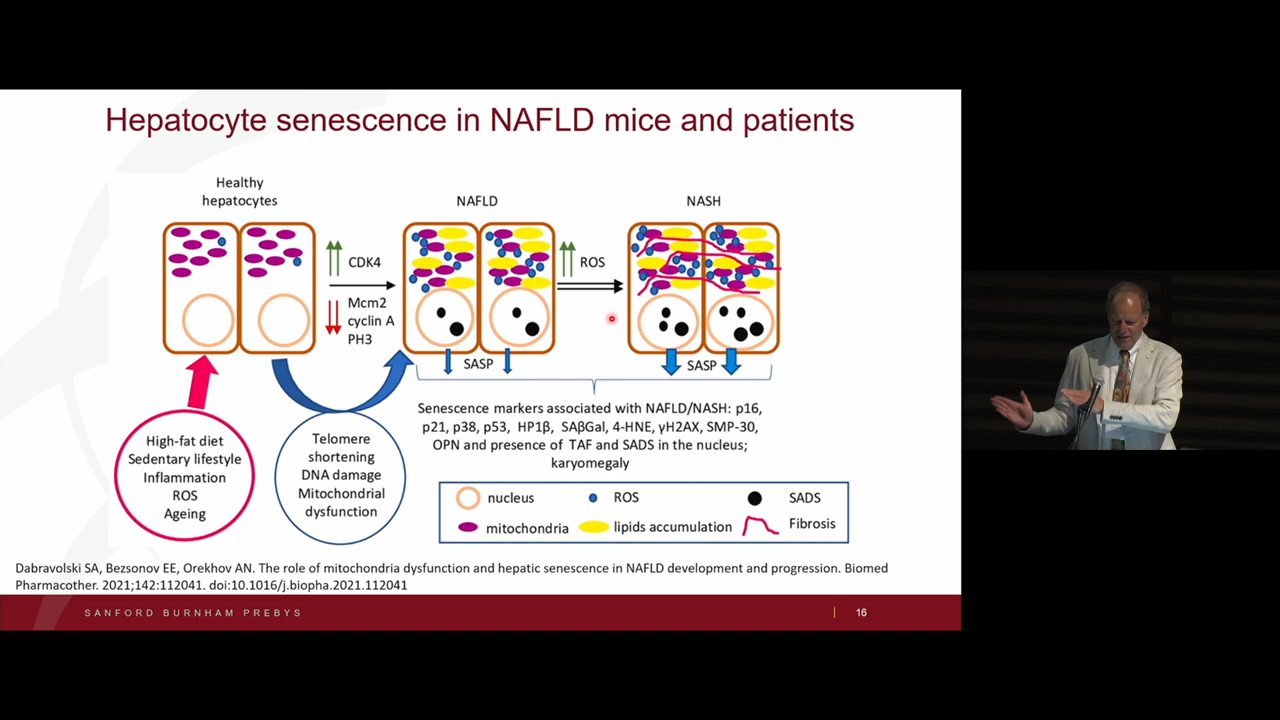 Hepatocyte senescence in NAFLD mice and patients
Healthy
hepatocytes
NAFLD
NASH
CDK4
Mcm2
cyclin A
PH3
ROS
SASP
SASP
High-fat diet
Sedentary lifestyle
Inflammation
ROS
Ageing
Telomere
shortening
DNA damage
Mitochondrial
dysfunction
Senescence markers associated with NAFLD/NASH: p16,
p21, p38, p53, HP1β, SAβGal, 4-HNE, γH2AX, SMP-30,
OPN and presence of TAF and SADS in the nucleus;
karyomegaly
nucleus
ROS
SADS
mitochondria
lipids accumulation
Fibrosis
Dabravolski SA, Bezsonov EE, Orekhov AN. The role of mitochondria dysfunction and hepatic senescence in NAFLD development and progression. Biomed
Pharmacother. 2021;142:112041. doi:10.1016/j.biopha.2021.112041
SANFORD BURNHAM PREBYS
16